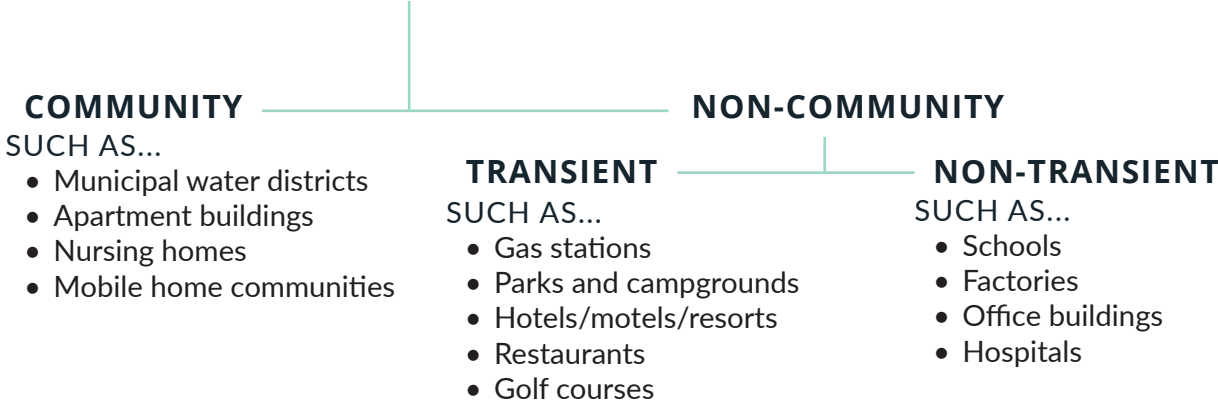 COMMUNITY
SUCH AS...
• Municipal water districts
• Apartment buildings
• Nursing homes
• Mobile home communities
NON-COMMUNITY
TRANSIENT
SUCH AS...
• Gas stations
• Parks and campgrounds
• Hotels/motels/resorts
• Restaurants
• Golf courses
NON-TRANSIENT
SUCH AS...
• Schools
• Factories
• Office buildings
• Hospitals